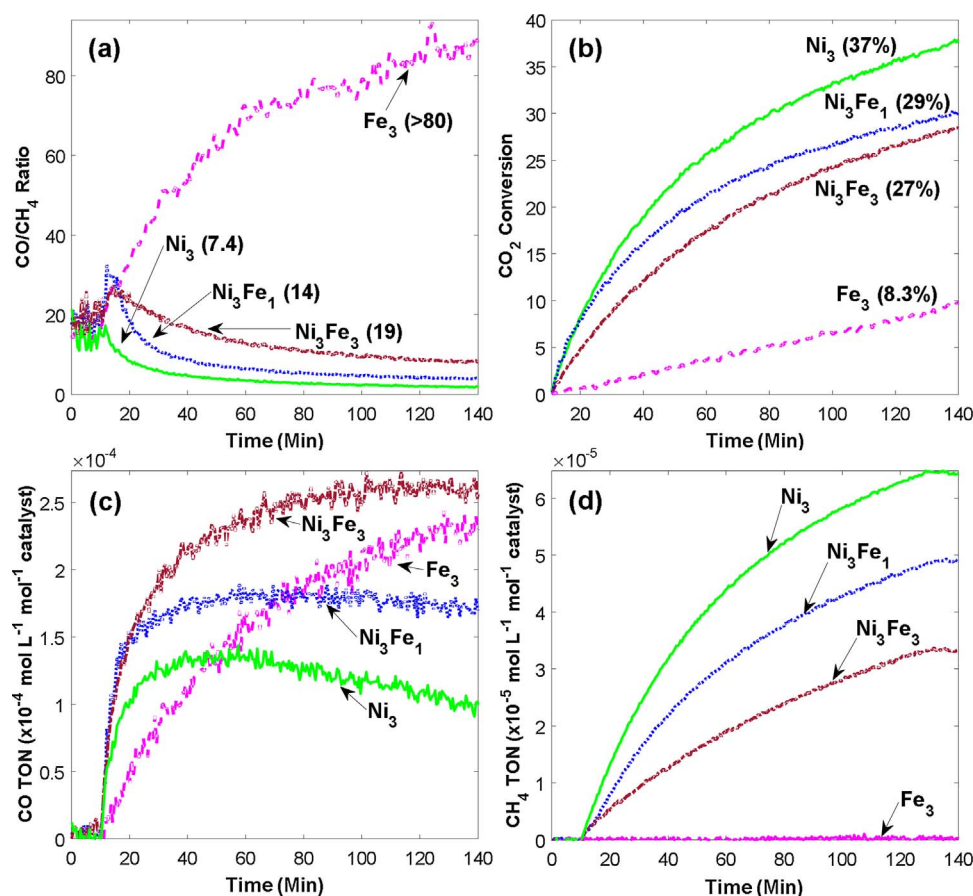 (a)
80
60
40
20
0
CO/CH₄ Ratio
Fe₃ (>80)
Ni₃ (7.4)
Ni₃Fe₁ (14)
Ni₃Fe₃ (19)
0 20 40 60 80 100 120 140
Time (Min)
(b)
40
35
30
25
20
15
10
5
0
CO₂ Conversion
Ni₃ (37%)
Ni₃Fe₁ (29%)
Ni₃Fe₃ (27%)
Fe₃ (8.3%)
20 40 60 80 100 120 140
Time (Min)
×10⁻⁴
(c)
2.5
2
1.5
1
0.5
0
CO TON (x10⁻⁴ mol L⁻¹ mol⁻¹ catalyst)
Ni₃Fe₃
Fe₃
Ni₃Fe₁
Ni₃
0 20 40 60 80 100 120 140
Time (Min)
×10⁻⁵
(d)
6
5
4
3
2
1
0
CH₄ TON (x10⁻⁵ mol L⁻¹ mol⁻¹ catalyst)
Ni₃
Ni₃Fe₁
Ni₃Fe₃
Fe₃
0 20 40 60 80 100 120 140
Time (Min)